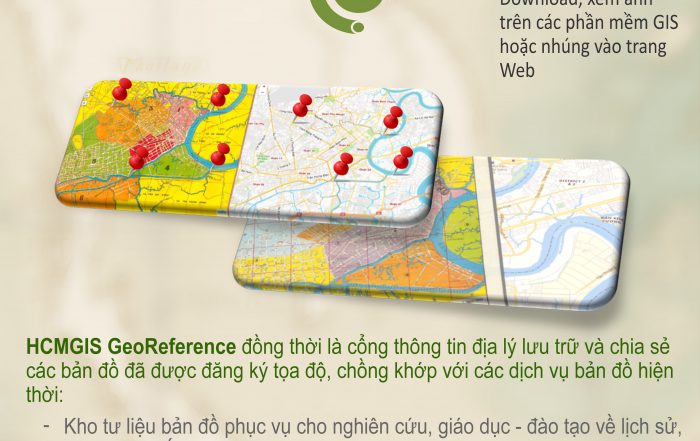 Download, xem ảnh
trên các phần mềm GIS
hoặc nhúng vào trang
Web
HCMGIS GeoReference đồng thời là cổng thông tin địa lý lưu trữ và chia sẻ
các bản đồ đã được đăng ký tọa độ, chồng khớp với các dịch vụ bản đồ hiện
thời:
- Kho tư liệu bản đồ phục vụ cho nghiên cứu, giáo dục - đào tạo về lịch sử,